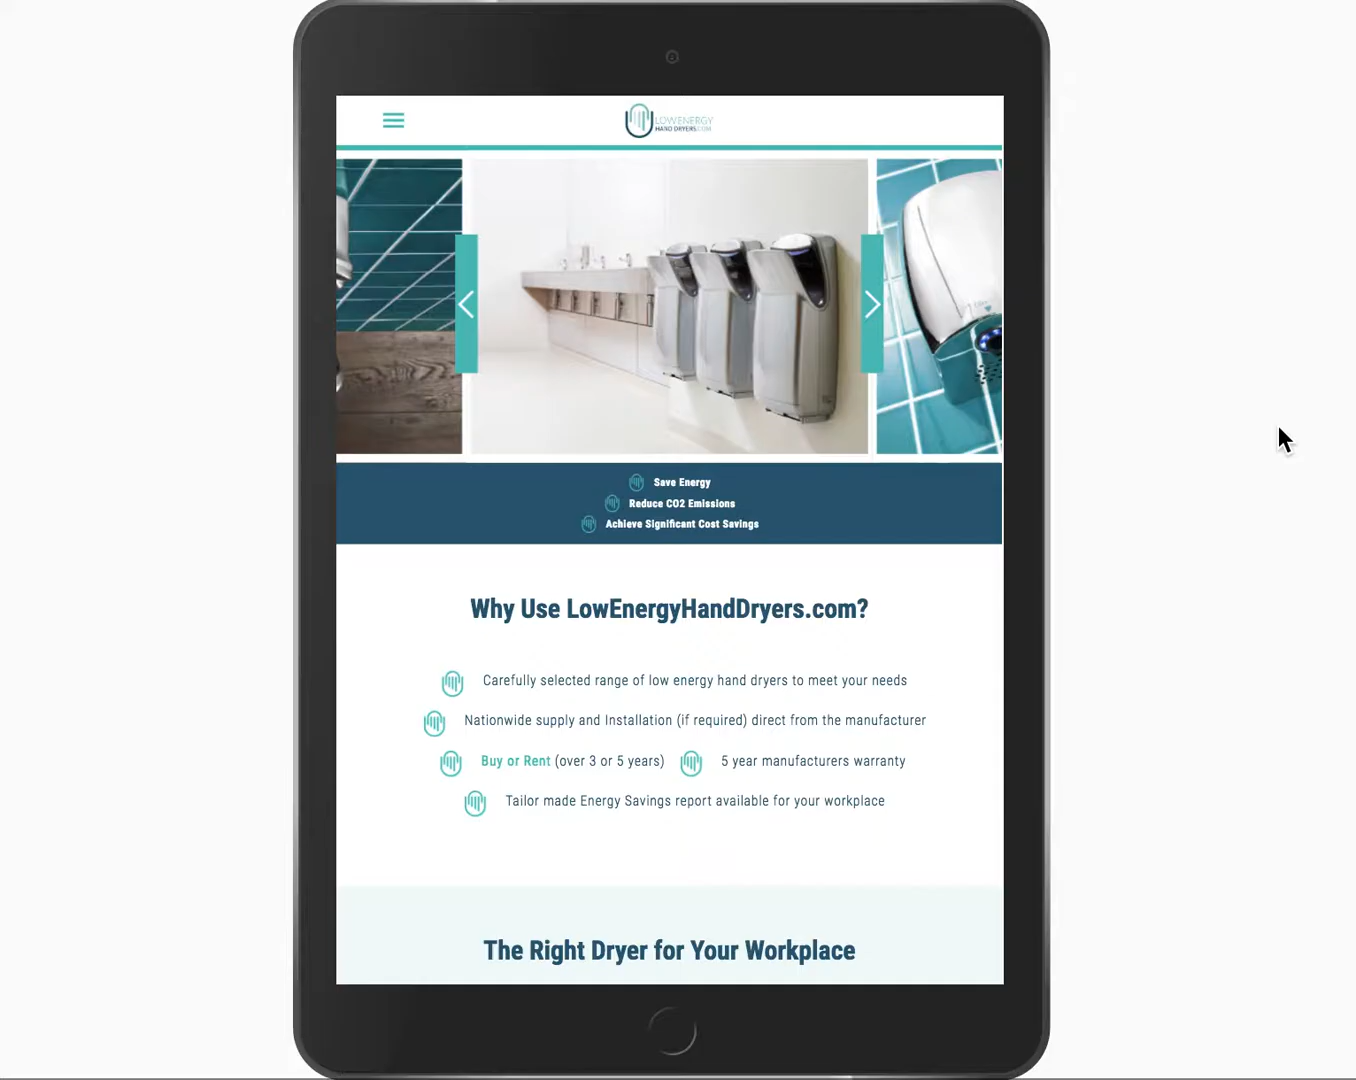 LOWENERGY
HAND DRYERS.COM
Save Energy
Reduce CO2 Emissions
Achieve Significant Cost Savings
Why Use LowEnergyHandDryers.com?
Carefully selected range of low energy hand dryers to meet your needs
Nationwide supply and Installation (if required) direct from the manufacturer
Buy or Rent (over 3 or 5 years) 5 year manufacturers warranty
Tailor made Energy Savings report available for your workplace
The Right Dryer for Your Workplace